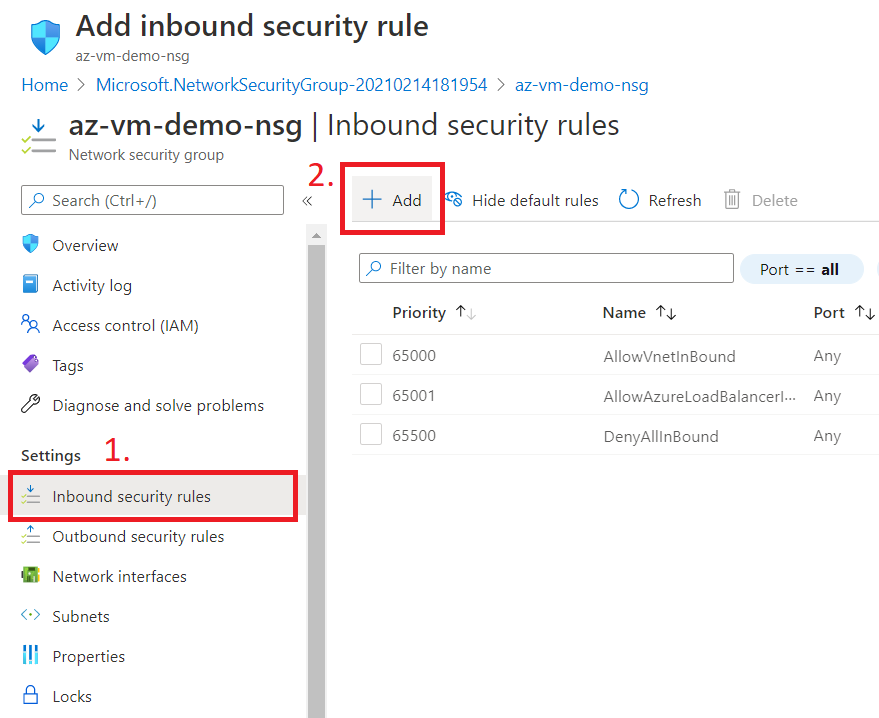 Add inbound security rule
az-vm-demo-nsg
Home > Microsoft.NetworkSecurityGroup-20210214181954 > az-vm-demo-nsg
az-vm-demo-nsg | Inbound security rules
Network security group
2.
Search (Ctrl+/)
«
+ Add
Hide default rules
Refresh
Delete
Overview
Activity log
Access control (IAM)
Tags
Diagnose and solve problems
Settings
1.
Inbound security rules
Outbound security rules
Network interfaces
Subnets
Properties
Locks
Filter by name
Port == all
Priority ↑↓ Name ↑↓ Port ↑↓
65000 AllowVnetInBound Any
65001 AllowAzureLoadBalancerI··· Any
65500 DenyAllInBound Any